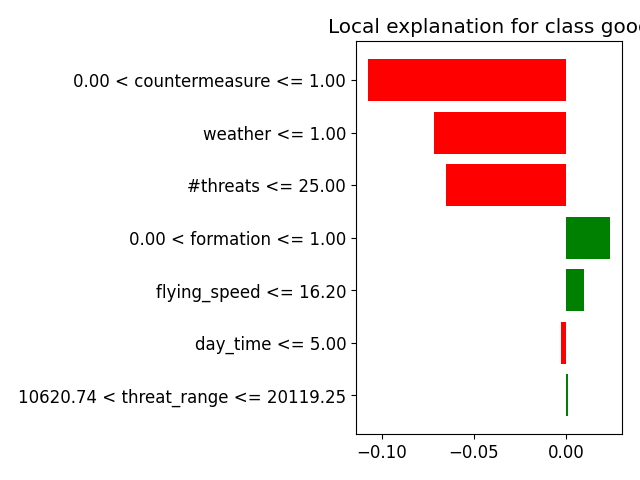 Local explanation for class goo
0.00 < countermeasure <= 1.00
weather <= 1.00
#threats <= 25.00
0.00 < formation <= 1.00
flying_speed <= 16.20
day_time <= 5.00
10620.74 < threat_range <= 20119.25
−0.10 −0.05 0.00